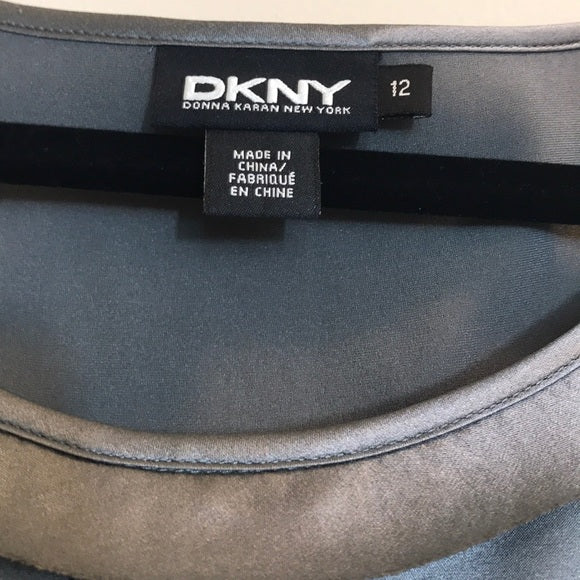 DKNY
DONNA KARAN NEW YORK
12
MADE IN
CHINA/
FABRIQUÉ
EN CHINE